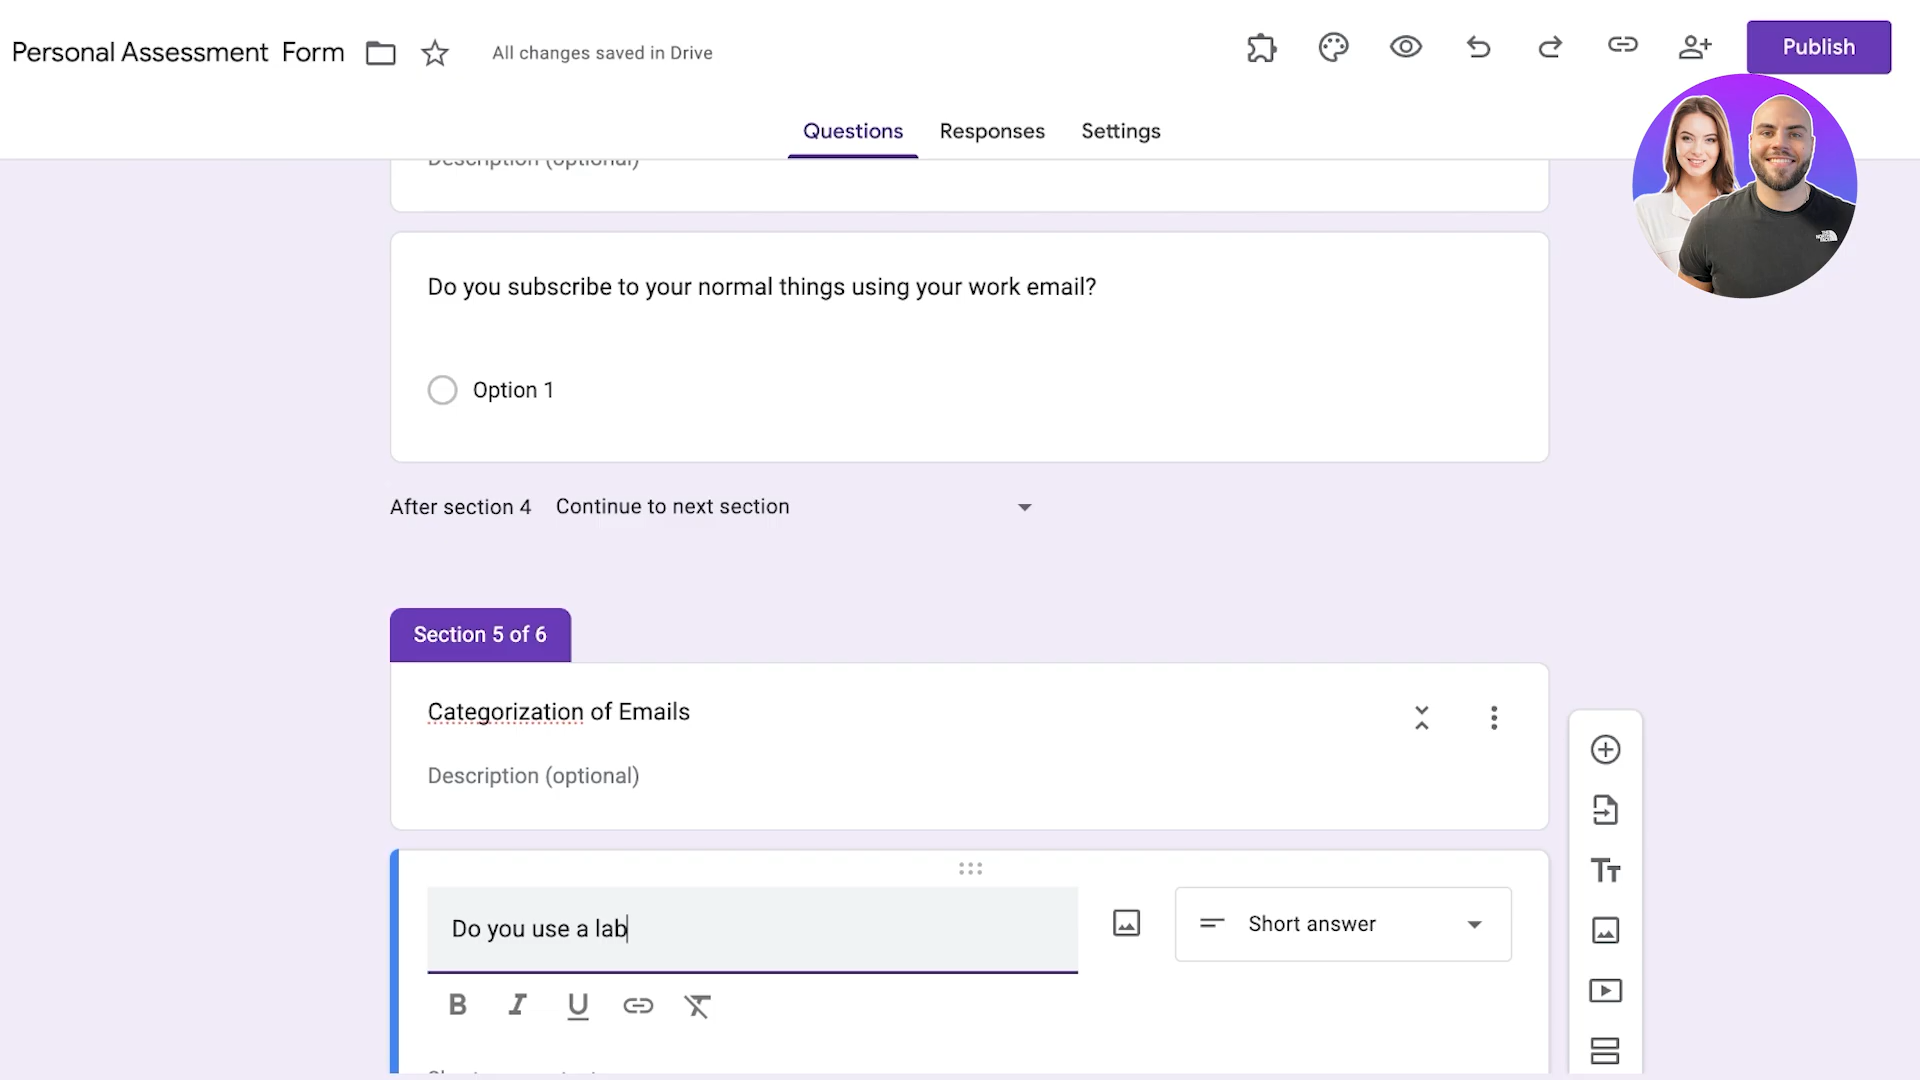 Personal Assessment Form
All changes saved in Drive
Publish
Questions
Responses
Settings
Description (optional)
Do you subscribe to your normal things using your work email?
Option 1
After section 4
Continue to next section
Section 5 of 6
Categorization of Emails
Description (optional)
Do you use a lab
Short answer
B I U